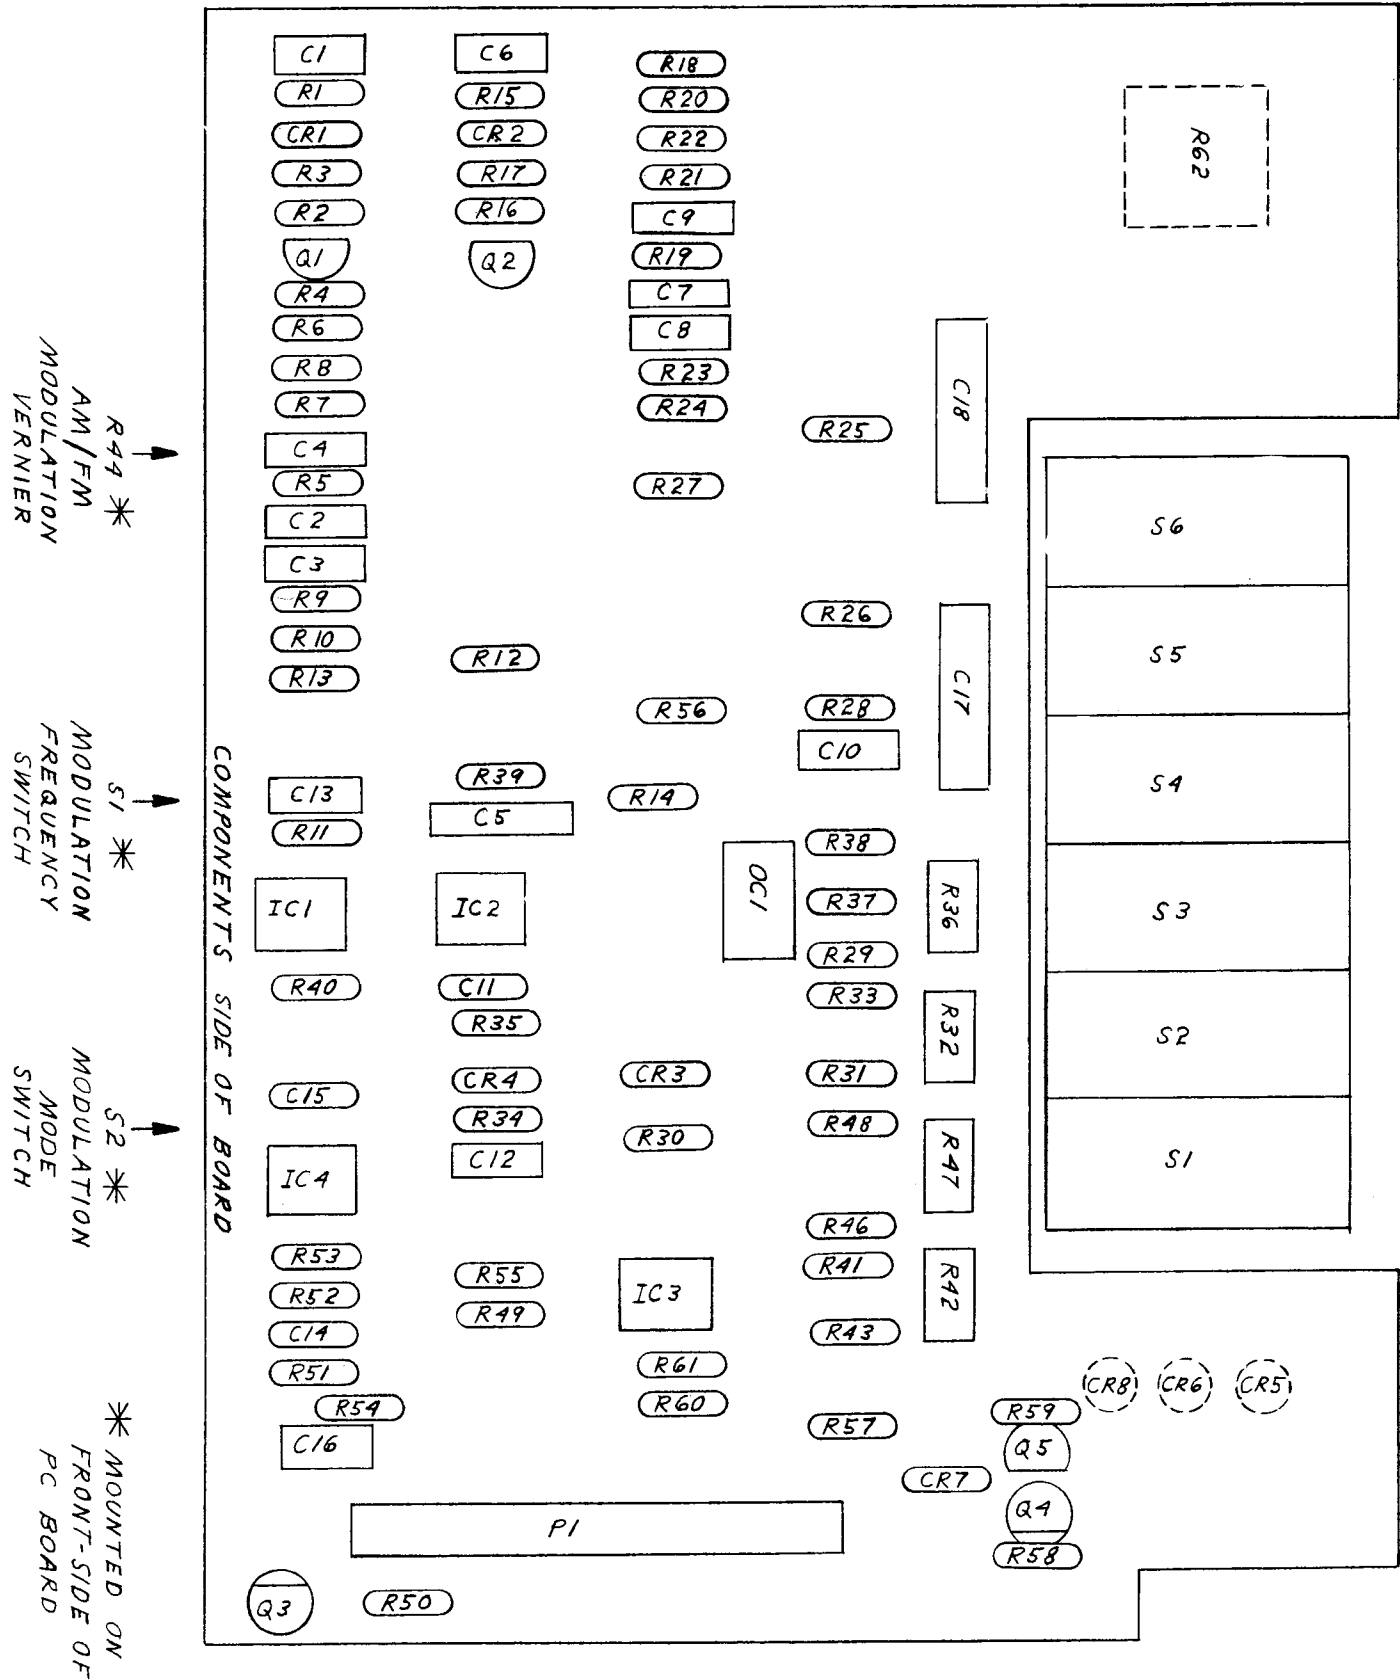 C1
R1
CR1
R3
R2
Q1
R4
R6
R8
R7
C4
R5
C2
C3
R9
R10
R13
C13
R11
IC1
R40
C15
IC4
R53
R52
C14
R51
R54
C16
Q3
R50
P1
C6
R15
CR2
R17
R16
Q2
R12
R39
C5
IC2
C11
R35
CR4
R34
C12
R55
R49
R18
R20
R22
R21
C9
R19
C7
C8
R23
R24
R27
R56
R14
OC1
CR3
R30
IC3
R61
R60
R25
R26
R28
C10
R38
R37
R29
R33
R31
R48
R46
R41
R43
R57
C18
C17
R36
R32
R47
R42
CR7
R59
Q5
Q4
R58
R62
S6
S5
S4
S3
S2
S1
CR8
CR6
CR5
COMPONENTS SIDE OF BOARD
R44 *
AM/FM
MODULATION
VERNIER
S1 *
MODULATION
FREQUENCY
SWITCH
S2 *
MODULATION
MODE
SWITCH
* MOUNTED ON
FRONT-SIDE OF
PC BOARD